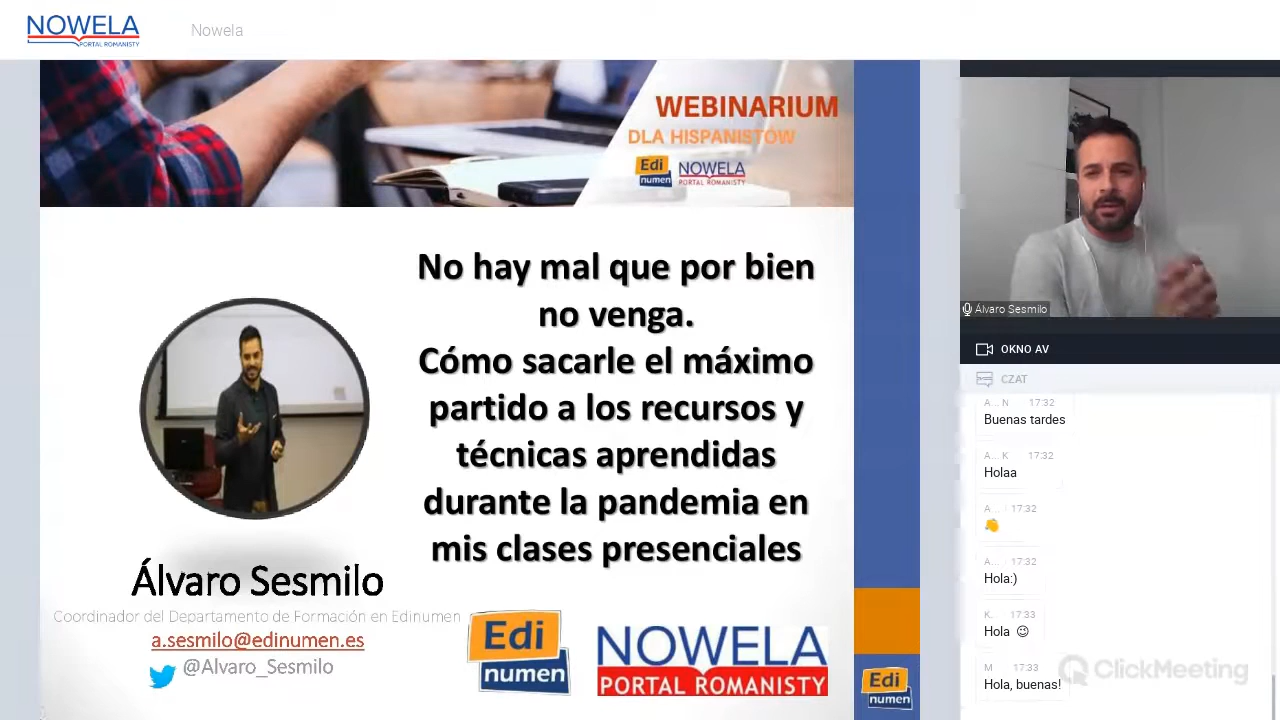 NOWELA
PORTAL ROMANISTY
Nowela
WEBINARIUM
DLA HISPANISTÓW
Edi
numen
NOWELA
PORTAL ROMANISTY
No hay mal que por bien
no venga.
Cómo sacarle el máximo
partido a los recursos y
técnicas aprendidas
durante la pandemia en
mis clases presenciales
Álvaro Sesmilo
Coordinador del Departamento de Formación en Edinumen
a.sesmilo@edinumen.es
@Alvaro_Sesmilo
Edi
numen
NOWELA
PORTAL ROMANISTY
Edi
numen
Álvaro Sesmilo
OKNO AV
CZAT
A... N 17:32
Buenas tardes
A... K 17:32
Holaa
A... 17:32
👏
A... 17:32
Hola:)
K... 17:33
Hola 😉
M 17:33
Hola, buenas!
ClickMeeting